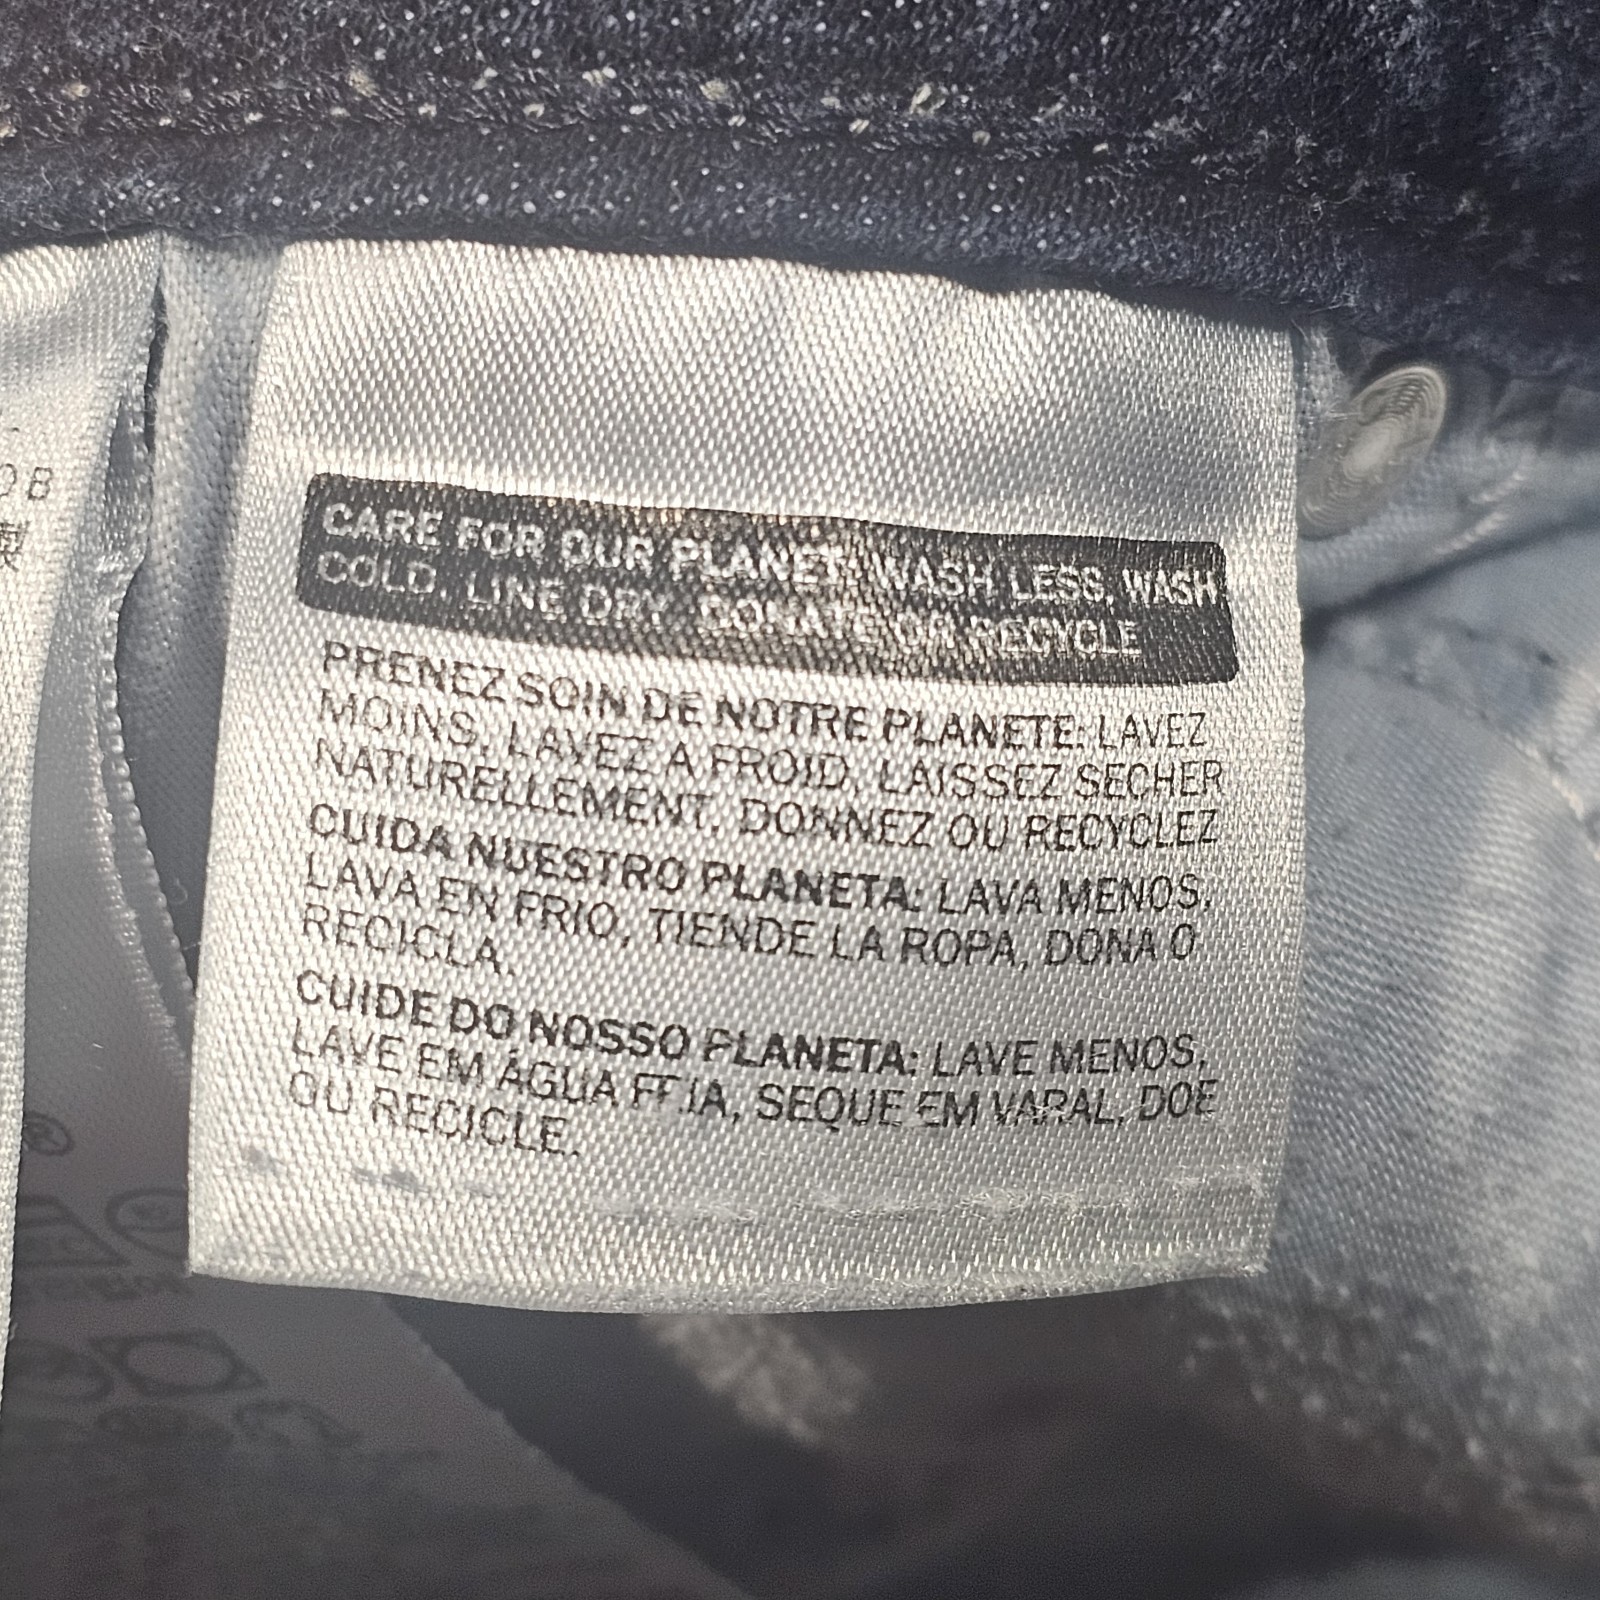 CARE FOR OUR PLANET: WASH LESS, WASH
COLD, LINE DRY, DONATE OR RECYCLE
PRENEZ SOIN DE NOTRE PLANETE: LAVEZ
MOINS, LAVEZ A FROID, LAISSEZ SECHER
NATURELLEMENT, DONNEZ OU RECYCLEZ
CUIDA NUESTRO PLANETA: LAVA MENOS,
LAVA EN FRIO, TIENDE LA ROPA, DONA O
RECICLA.
CUIDE DO NOSSO PLANETA: LAVE MENOS,
LAVE EM ÁGUA FRIA, SEQUE EM VARAL, DOE
OU RECICLE.